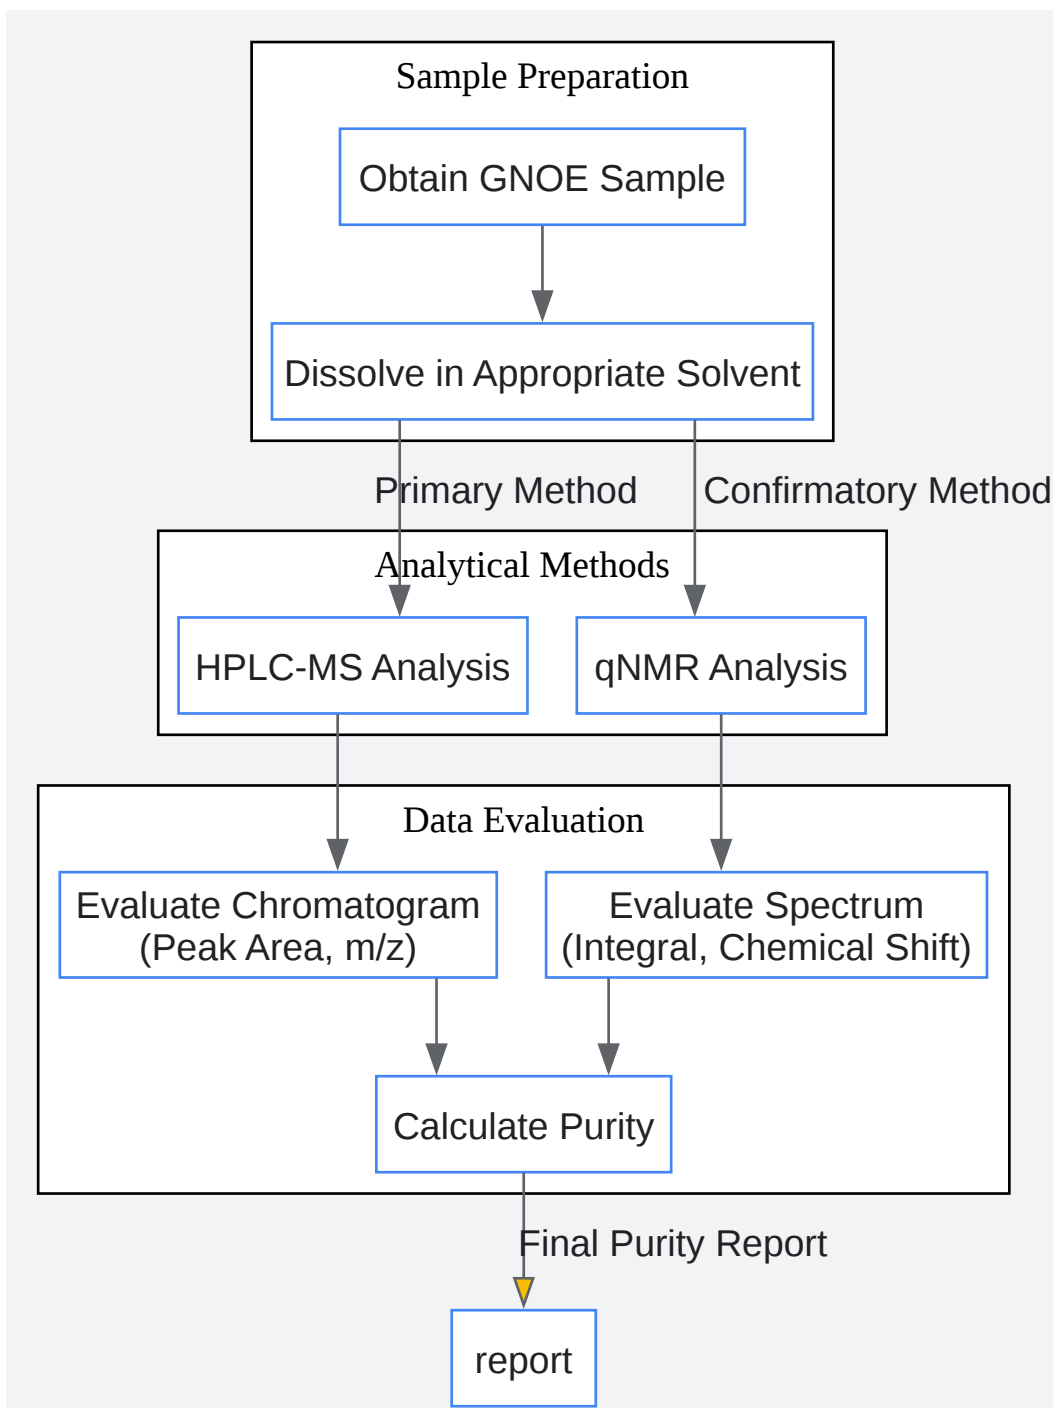 Sample Preparation
Obtain GNOE Sample
Dissolve in Appropriate Solvent
Primary Method
Confirmatory Method
Analytical Methods
HPLC-MS Analysis
qNMR Analysis
Data Evaluation
Evaluate Chromatogram
(Peak Area, m/z)
Evaluate Spectrum
(Integral, Chemical Shift)
Calculate Purity
Final Purity Report
report